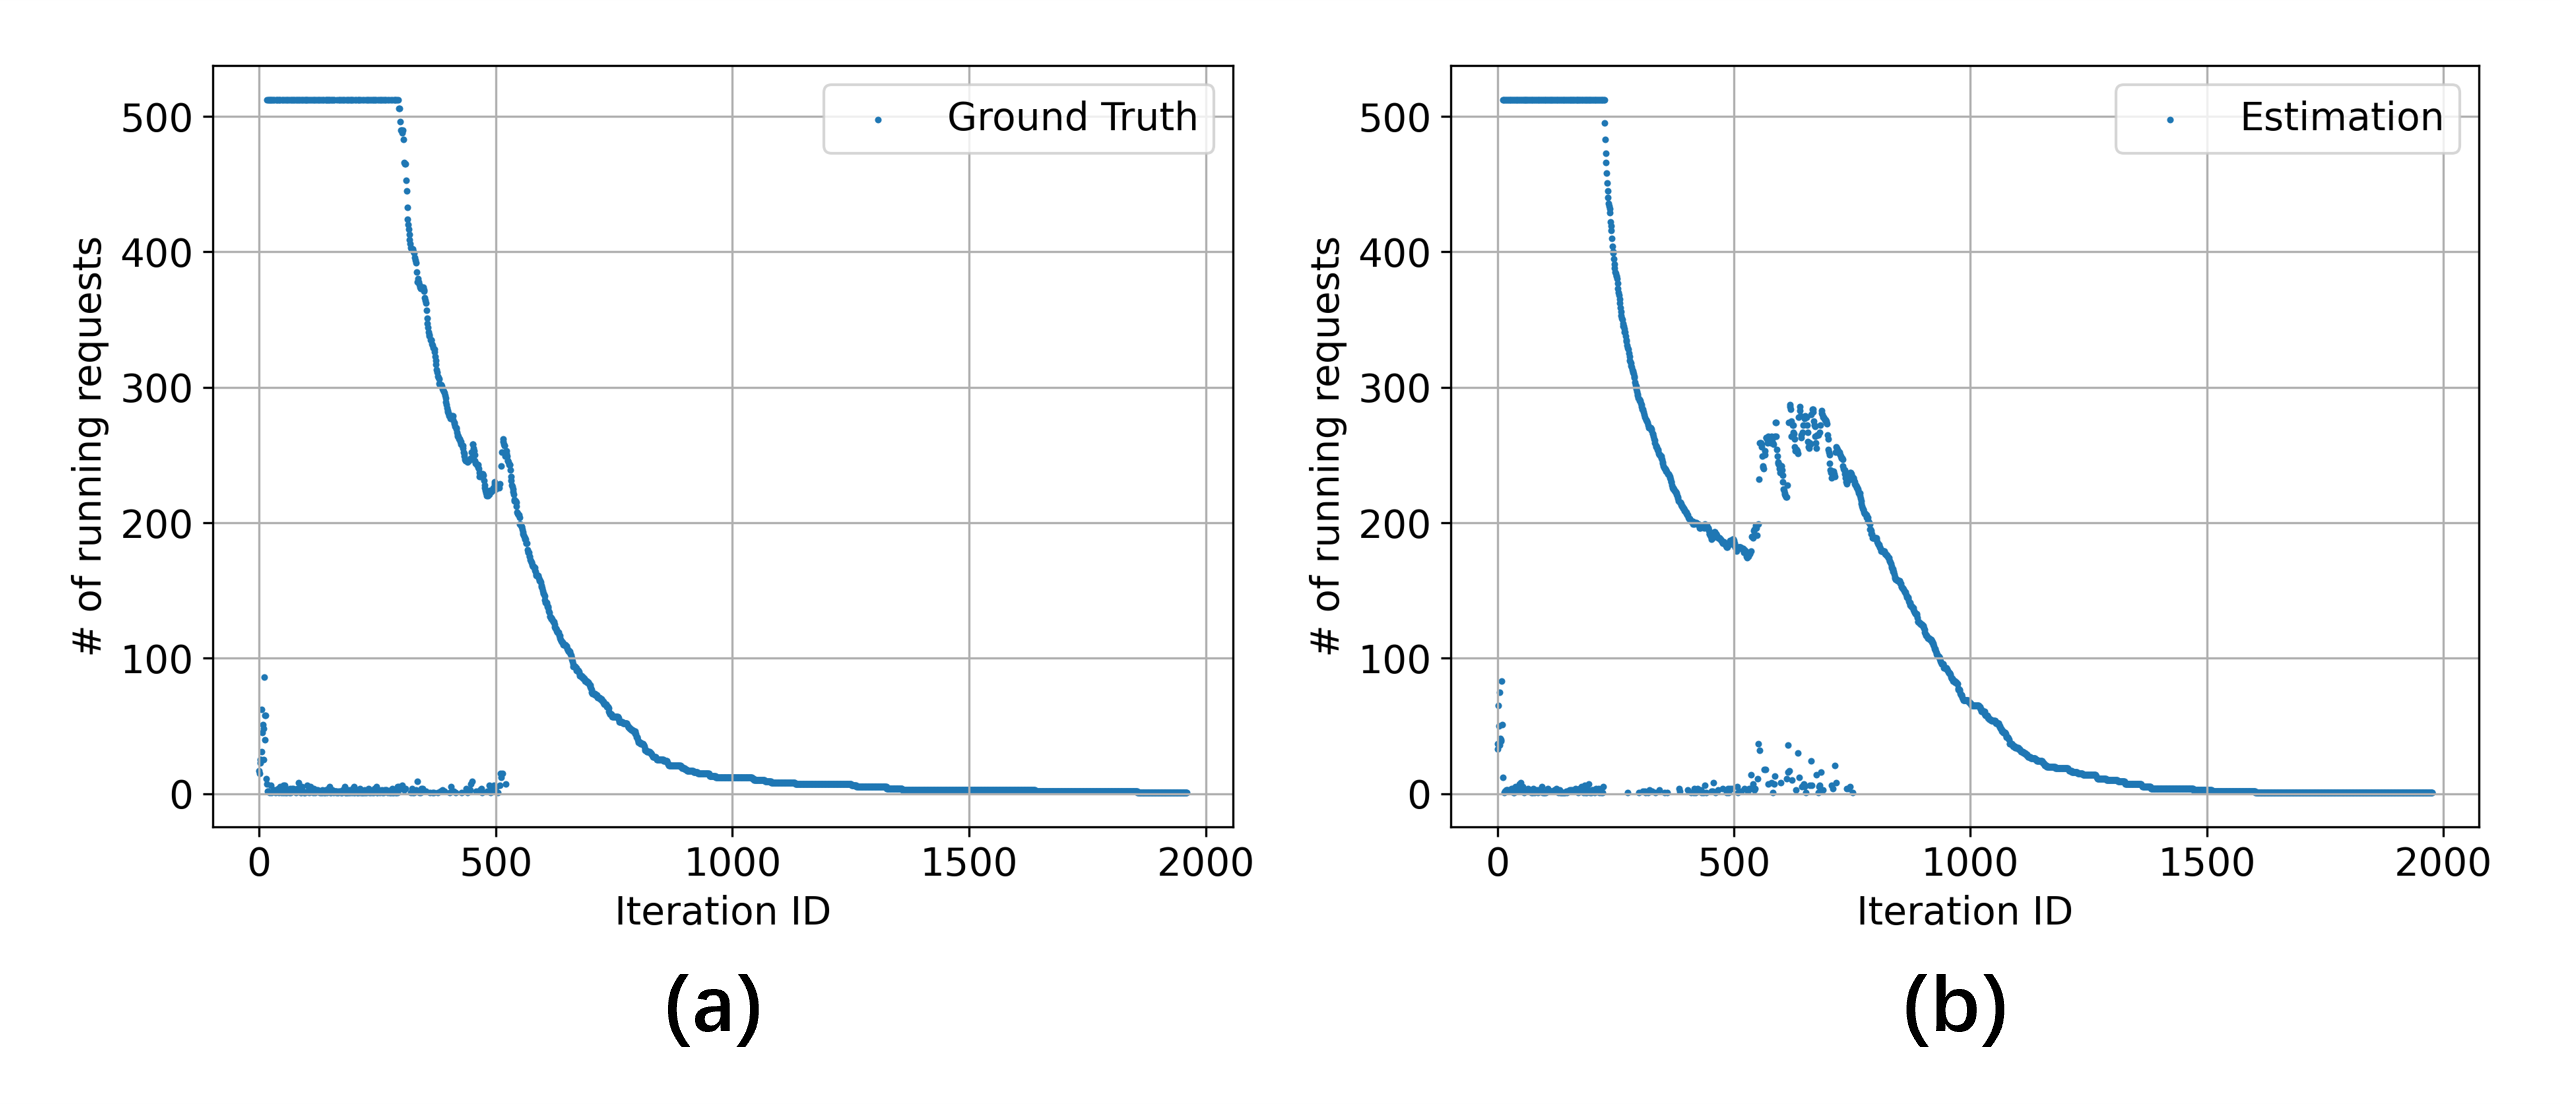 Ground Truth
500
400
300
200
100
0
# of running requests
0 500 1000 1500 2000
Iteration ID
(a)
Estimation
500
400
300
200
100
0
# of running requests
0 500 1000 1500 2000
Iteration ID
(b)